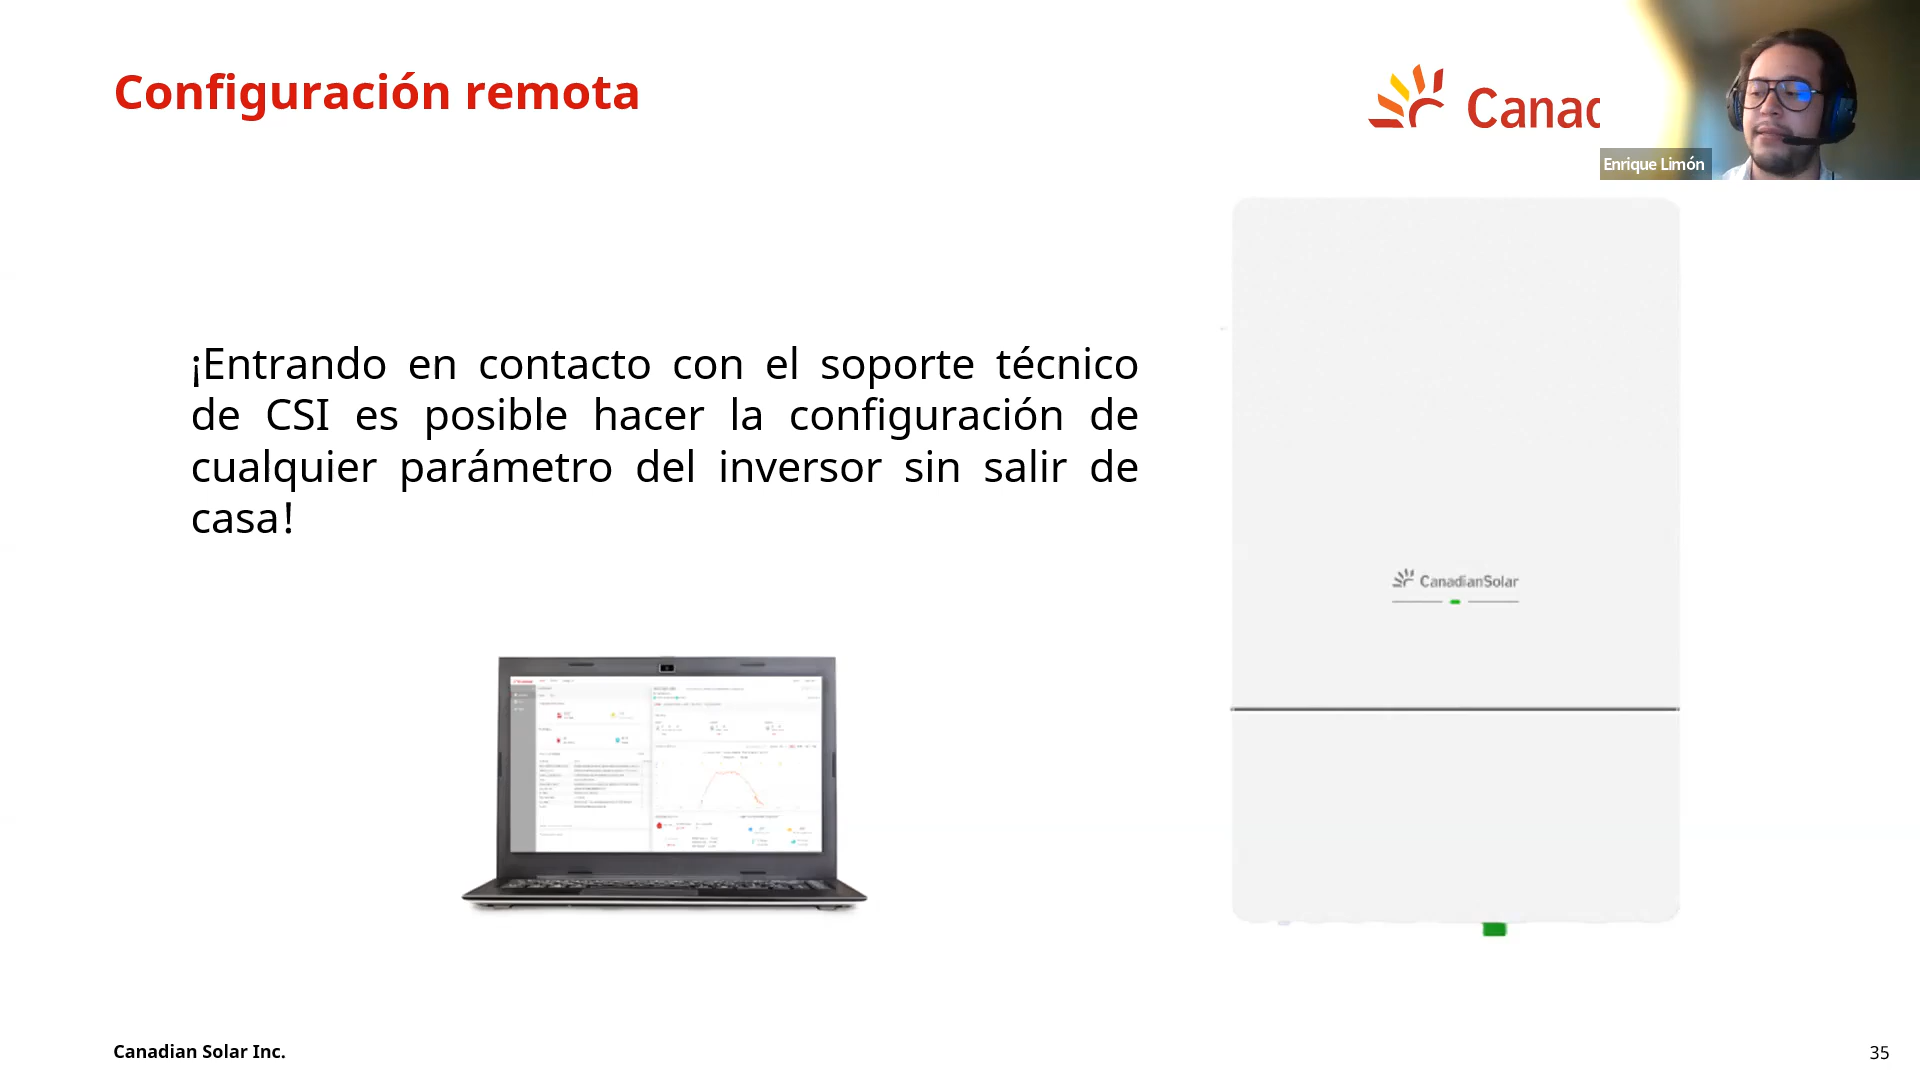 Configuración remota
Canad
Enrique Limón
¡Entrando en contacto con el soporte técnico
de CSI es posible hacer la configuración de
cualquier parámetro del inversor sin salir de
casa!
CanadianSolar
Canadian Solar Inc.
35